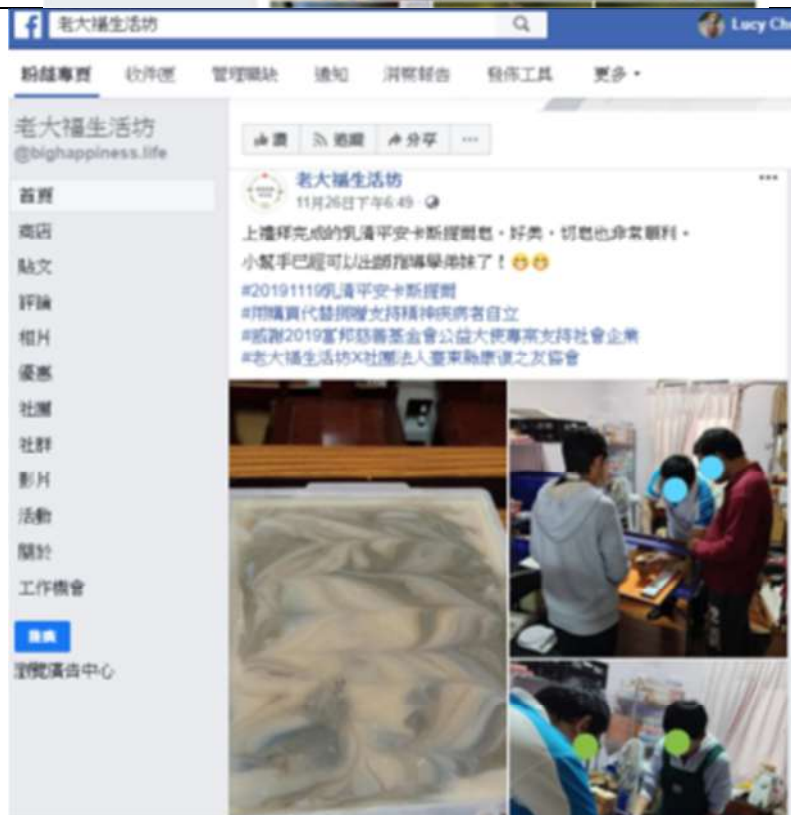 老大福生活坊
Lucy Ch
粉絲專頁 收件匣 管理職缺 通知 洞察報告 發佈工具 更多
老大福生活坊
@bighappiness.life
讚 追蹤 分享 ...
老大福生活坊
11月26日下午6:49
上禮拜完成的乳清平安卡斯提爾皂，好美，切皂也非常順利。
小幫手已經可以出師指導學弟妹了！😁😁
#20191119乳清平安卡斯提爾
#用購買代替捐贈支持精神疾病者自立
#感謝2019富邦慈善基金會公益大使專案支持社會企業
#老大福生活坊X社團法人臺東縣康復之友協會
首頁
商店
貼文
評論
相片
優惠
社團
社群
影片
活動
關於
工作機會
推廣
瀏覽廣告中心